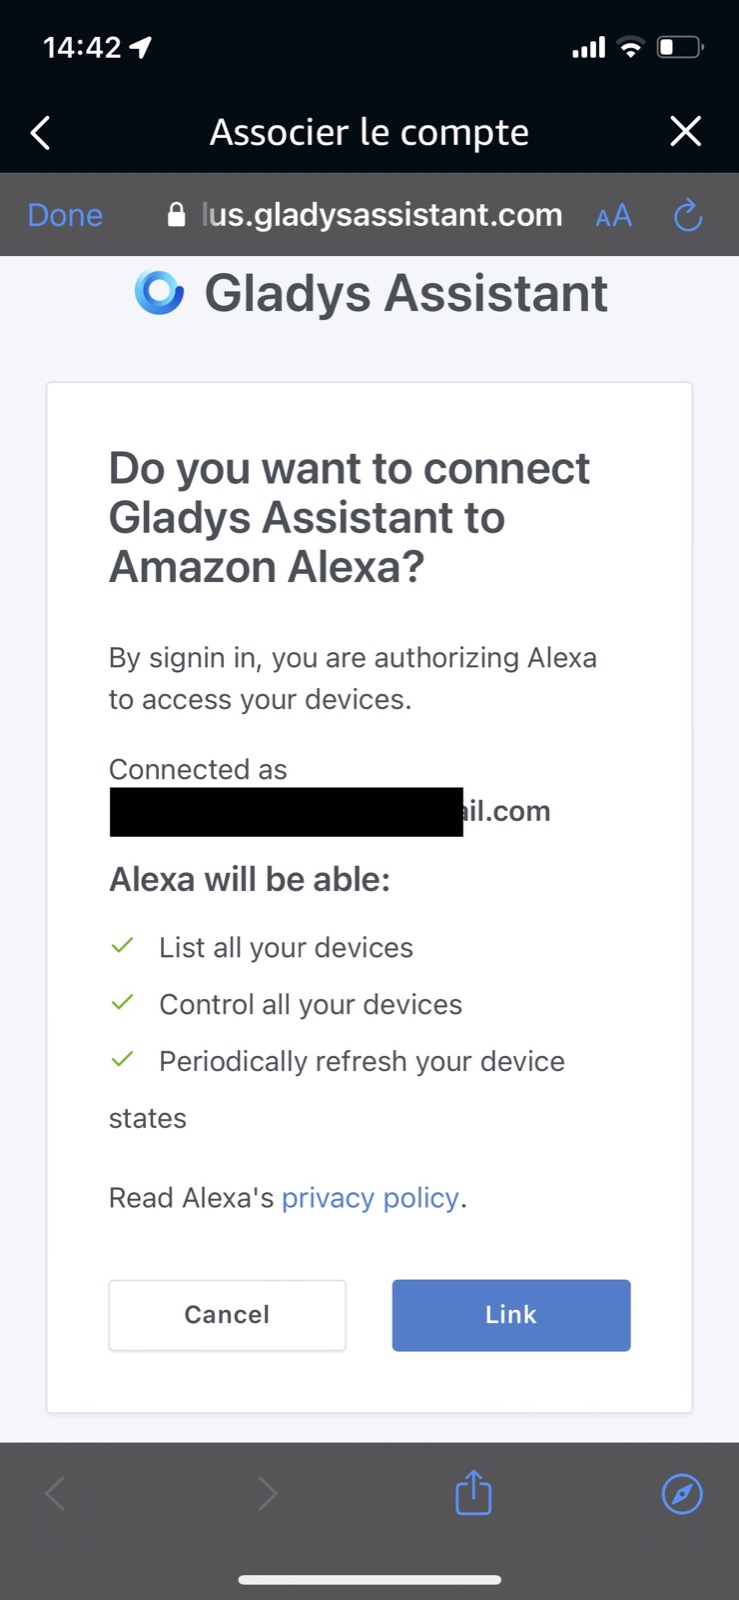 14:42
Associer le compte
Done
lus.gladysassistant.com
AA
Gladys Assistant
Do you want to connect
Gladys Assistant to
Amazon Alexa?
By signin in, you are authorizing Alexa
to access your devices.
Connected as
ail.com
Alexa will be able:
List all your devices
Control all your devices
Periodically refresh your device
states
Read Alexa's privacy policy.
Cancel
Link